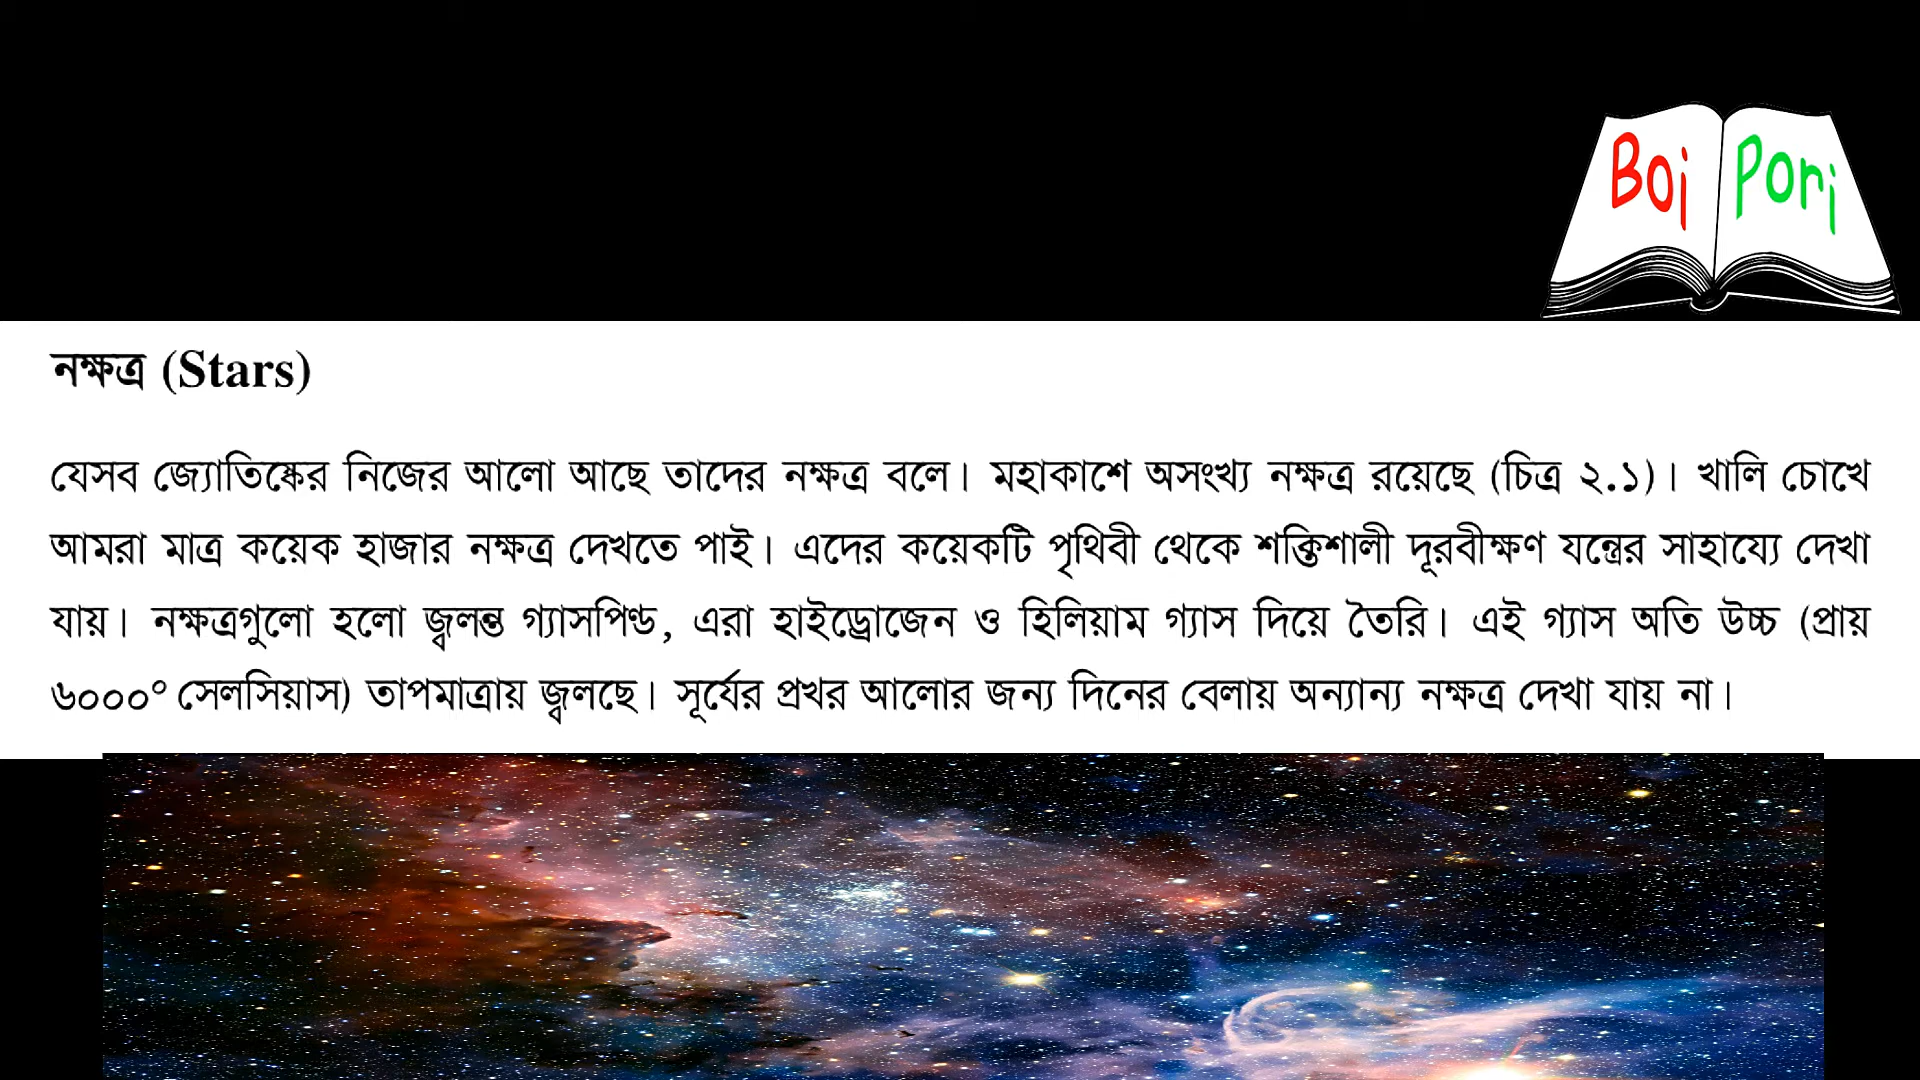 Boi Pori
নক্ষত্র (Stars)
যেসব জ্যোতিষ্কের নিজের আলো আছে তাদের নক্ষত্র বলে। মহাকাশে অসংখ্য নক্ষত্র রয়েছে (চিত্র ২.১)। খালি চোখে
আমরা মাত্র কয়েক হাজার নক্ষত্র দেখতে পাই। এদের কয়েকটি পৃথিবী থেকে শক্তিশালী দূরবীক্ষণ যন্ত্রের সাহায্যে দেখা
যায়। নক্ষত্রগুলো হলো জ্বলন্ত গ্যাসপিণ্ড, এরা হাইড্রোজেন ও হিলিয়াম গ্যাস দিয়ে তৈরি। এই গ্যাস অতি উচ্চ (প্রায়
৬০০০° সেলসিয়াস) তাপমাত্রায় জ্বলছে। সূর্যের প্রখর আলোর জন্য দিনের বেলায় অন্যান্য নক্ষত্র দেখা যায় না।